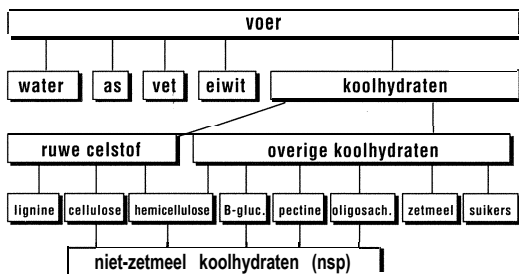 voer
water as vet eiwit koolhydraten
ruwe celstof overige koolhydraten
lignine cellulose hemicellulose B-gluc. pectine oligosach. zetmeel suikers
niet-zetmeel koolhydraten (nsp)